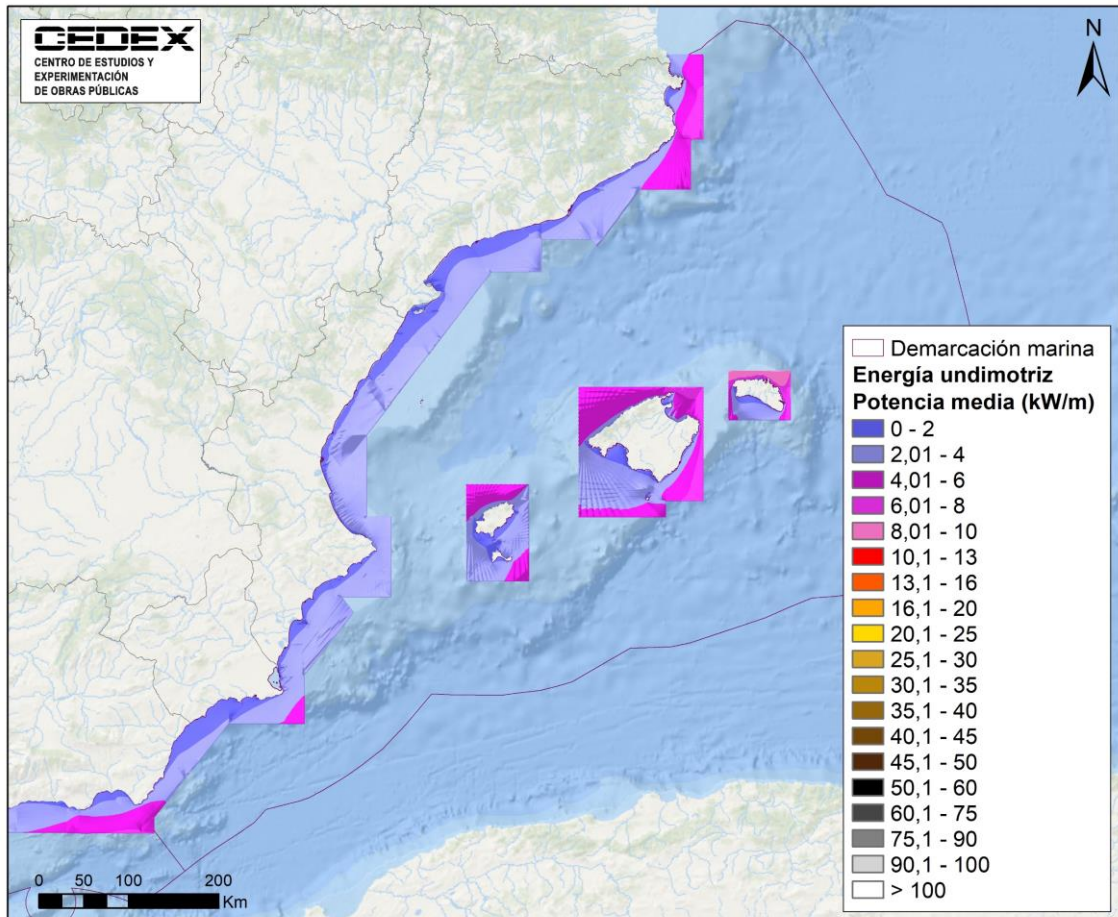 CEDEX
CENTRO DE ESTUDIOS Y
EXPERIMENTACIÓN
DE OBRAS PÚBLICAS
N
Demarcación marina
Energía undimotriz
Potencia media (kW/m)
0 - 2
2,01 - 4
4,01 - 6
6,01 - 8
8,01 - 10
10,1 - 13
13,1 - 16
16,1 - 20
20,1 - 25
25,1 - 30
30,1 - 35
35,1 - 40
40,1 - 45
45,1 - 50
50,1 - 60
60,1 - 75
75,1 - 90
90,1 - 100
> 100
0 50 100 200
Km